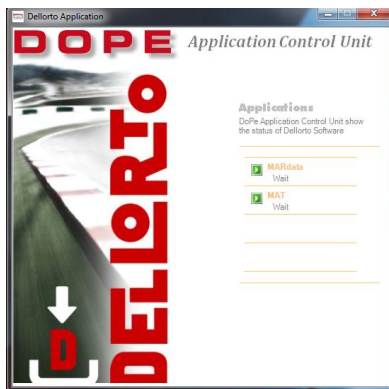 Dellorto Application
DOPE Application Control Unit
Applications
DoPe Application Control Unit show
the status of Dellorto Software
MARdata
Wait
MAT
Wait
DELLORTO
D